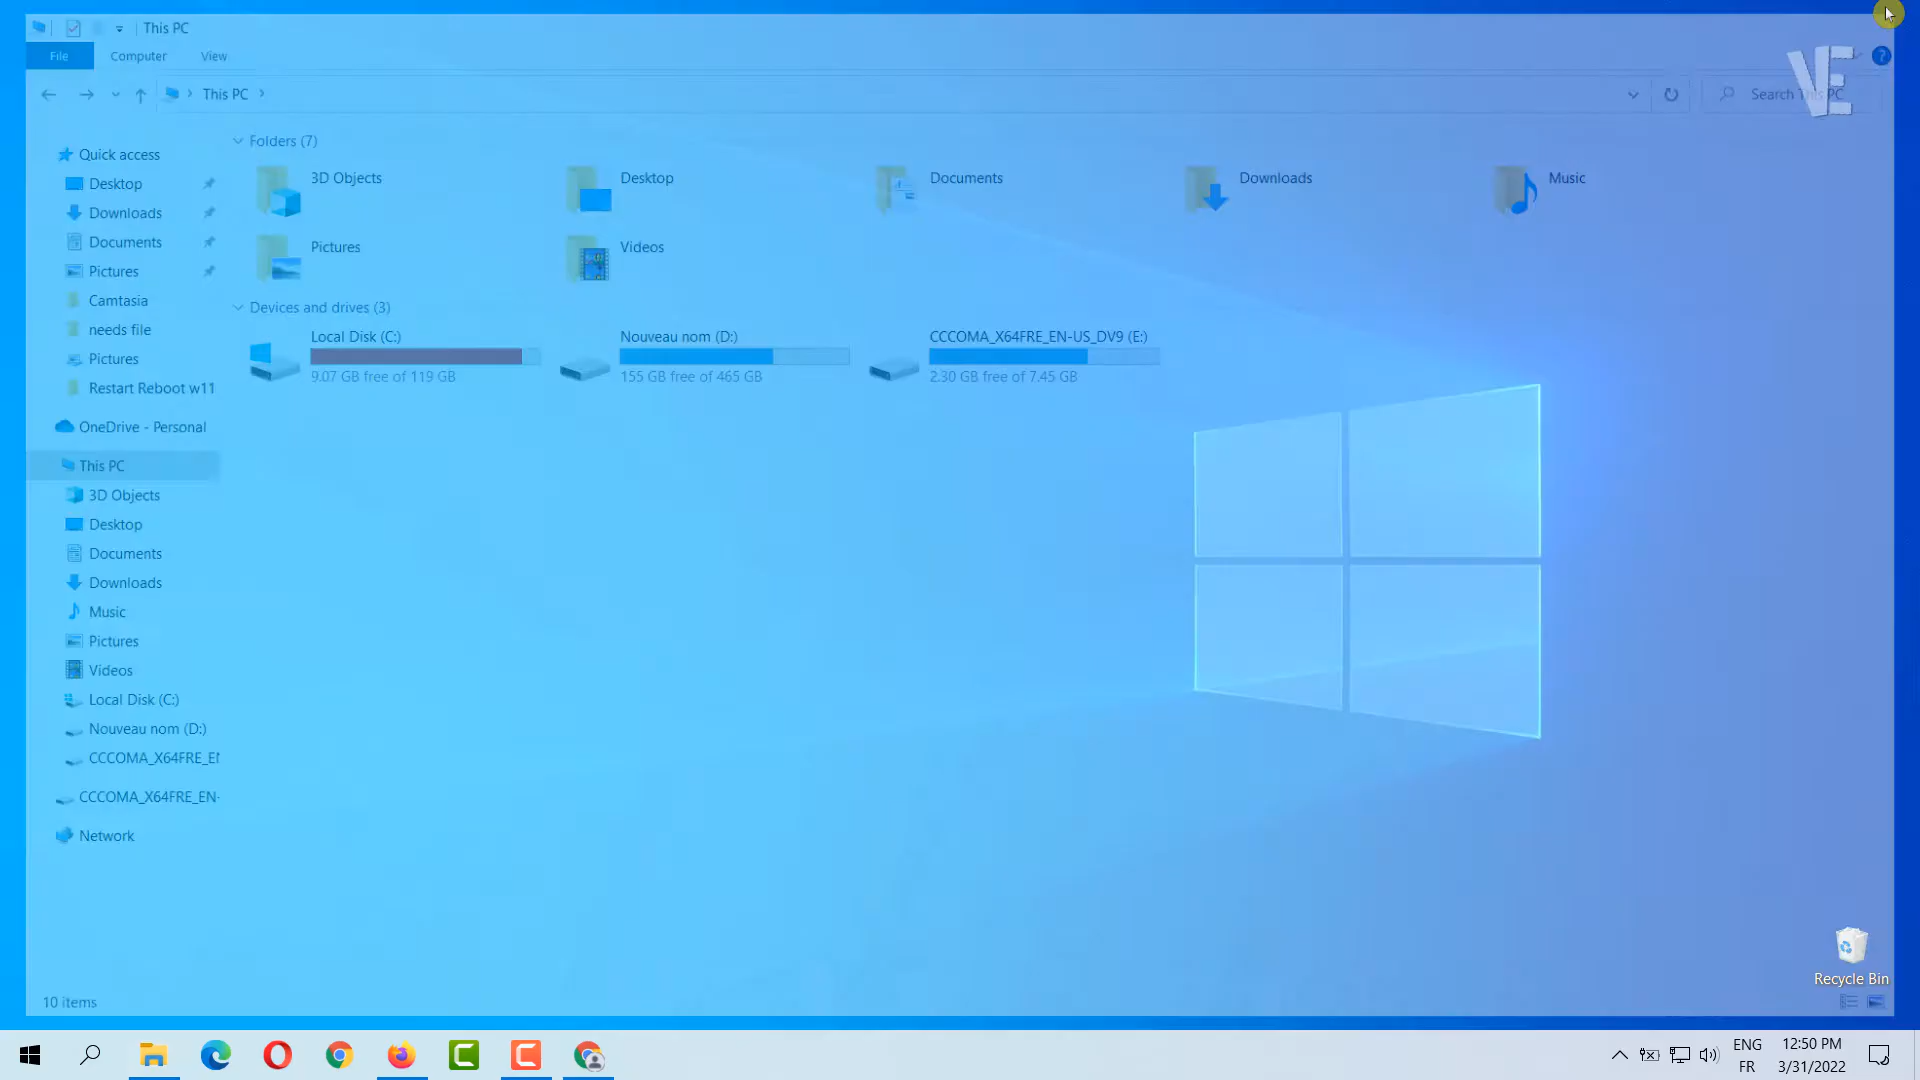 This PC
File
Computer
View
VE
This PC
Search This PC
Quick access
Desktop
Downloads
Documents
Pictures
Camtasia
needs file
Pictures
Restart Reboot w11
OneDrive - Personal
This PC
3D Objects
Desktop
Documents
Downloads
Music
Pictures
Videos
Local Disk (C:)
Nouveau nom (D:)
CCCOMA_X64FRE_EN
CCCOMA_X64FRE_EN-
Network
Folders (7)
3D Objects
Desktop
Documents
Downloads
Music
Pictures
Videos
Devices and drives (3)
Local Disk (C:)
9.07 GB free of 119 GB
Nouveau nom (D:)
155 GB free of 465 GB
CCCOMA_X64FRE_EN-US_DV9 (E:)
2.30 GB free of 7.45 GB
Recycle Bin
10 items
ENG
FR
12:50 PM
3/31/2022